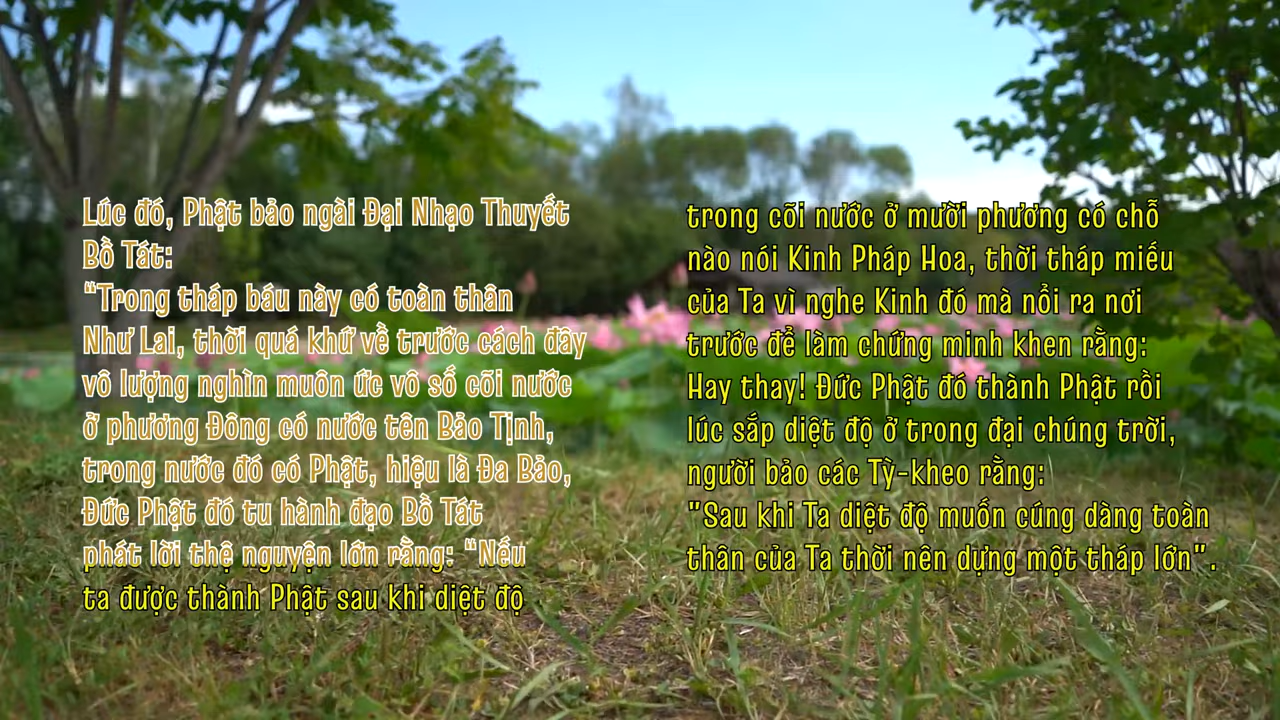 Lúc đó, Phật bảo ngài Đại Nhạo Thuyết
Bồ Tát:
“Trong tháp báu này có toàn thân
Như Lai, thời quá khứ về trước cách đây
vô lượng nghìn muôn ức vô số cõi nước
ở phương Đông có nước tên Bảo Tịnh,
trong nước đó có Phật, hiệu là Đa Bảo,
Đức Phật đó tu hành đạo Bồ Tát
phát lời thệ nguyện lớn rằng: “Nếu
ta được thành Phật sau khi diệt độ
trong cõi nước ở mười phương có chỗ
nào nói Kinh Pháp Hoa, thời tháp miếu
của Ta vì nghe Kinh đó mà nổi ra nơi
trước để làm chứng minh khen rằng:
Hay thay! Đức Phật đó thành Phật rồi
lúc sắp diệt độ ở trong đại chúng trời,
người bảo các Tỳ-kheo rằng:
"Sau khi Ta diệt độ muốn cúng dàng toàn
thân của Ta thời nên dựng một tháp lớn".